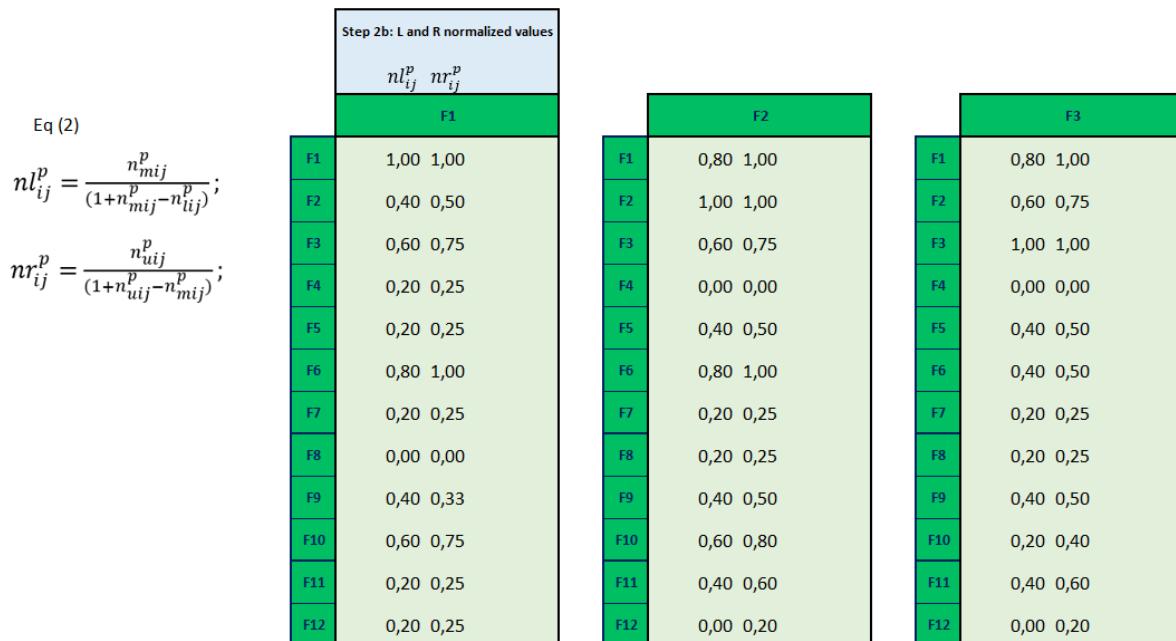 Step 2b: L and R normalized values
nl_{ij}^{p} nr_{ij}^{p}
F1 F2 F3
Eq (2)
nl_{ij}^{p} = \frac{n_{mij}^{p}}{(1+n_{mij}^{p}-n_{lij}^{p})};
nr_{ij}^{p} = \frac{n_{uij}^{p}}{(1+n_{uij}^{p}-n_{mij}^{p})};
F1 1,00 1,00 F1 0,80 1,00 F1 0,80 1,00
F2 0,40 0,50 F2 1,00 1,00 F2 0,60 0,75
F3 0,60 0,75 F3 0,60 0,75 F3 1,00 1,00
F4 0,20 0,25 F4 0,00 0,00 F4 0,00 0,00
F5 0,20 0,25 F5 0,40 0,50 F5 0,40 0,50
F6 0,80 1,00 F6 0,80 1,00 F6 0,40 0,50
F7 0,20 0,25 F7 0,20 0,25 F7 0,20 0,25
F8 0,00 0,00 F8 0,20 0,25 F8 0,20 0,25
F9 0,40 0,33 F9 0,40 0,50 F9 0,40 0,50
F10 0,60 0,75 F10 0,60 0,80 F10 0,20 0,40
F11 0,20 0,25 F11 0,40 0,60 F11 0,40 0,60
F12 0,20 0,25 F12 0,00 0,20 F12 0,00 0,20